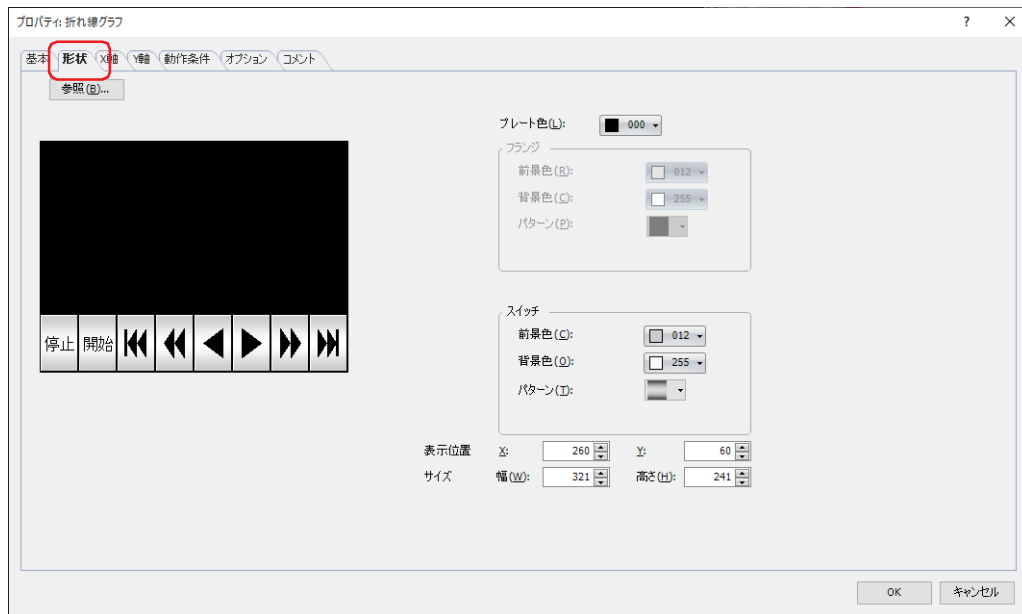 プロパティ: 折れ線グラフ
? ×
基本 形状 X軸 Y軸 動作条件 オプション コメント
参照(B)...
プレート色(L): 000
フランジ
前景色(R): 012
背景色(C): 255
パターン(P):
停止 開始
スイッチ
前景色(C): 012
背景色(O): 255
パターン(T):
表示位置 X: 260 Y: 60
サイズ 幅(W): 321 高さ(H): 241
OK キャンセル